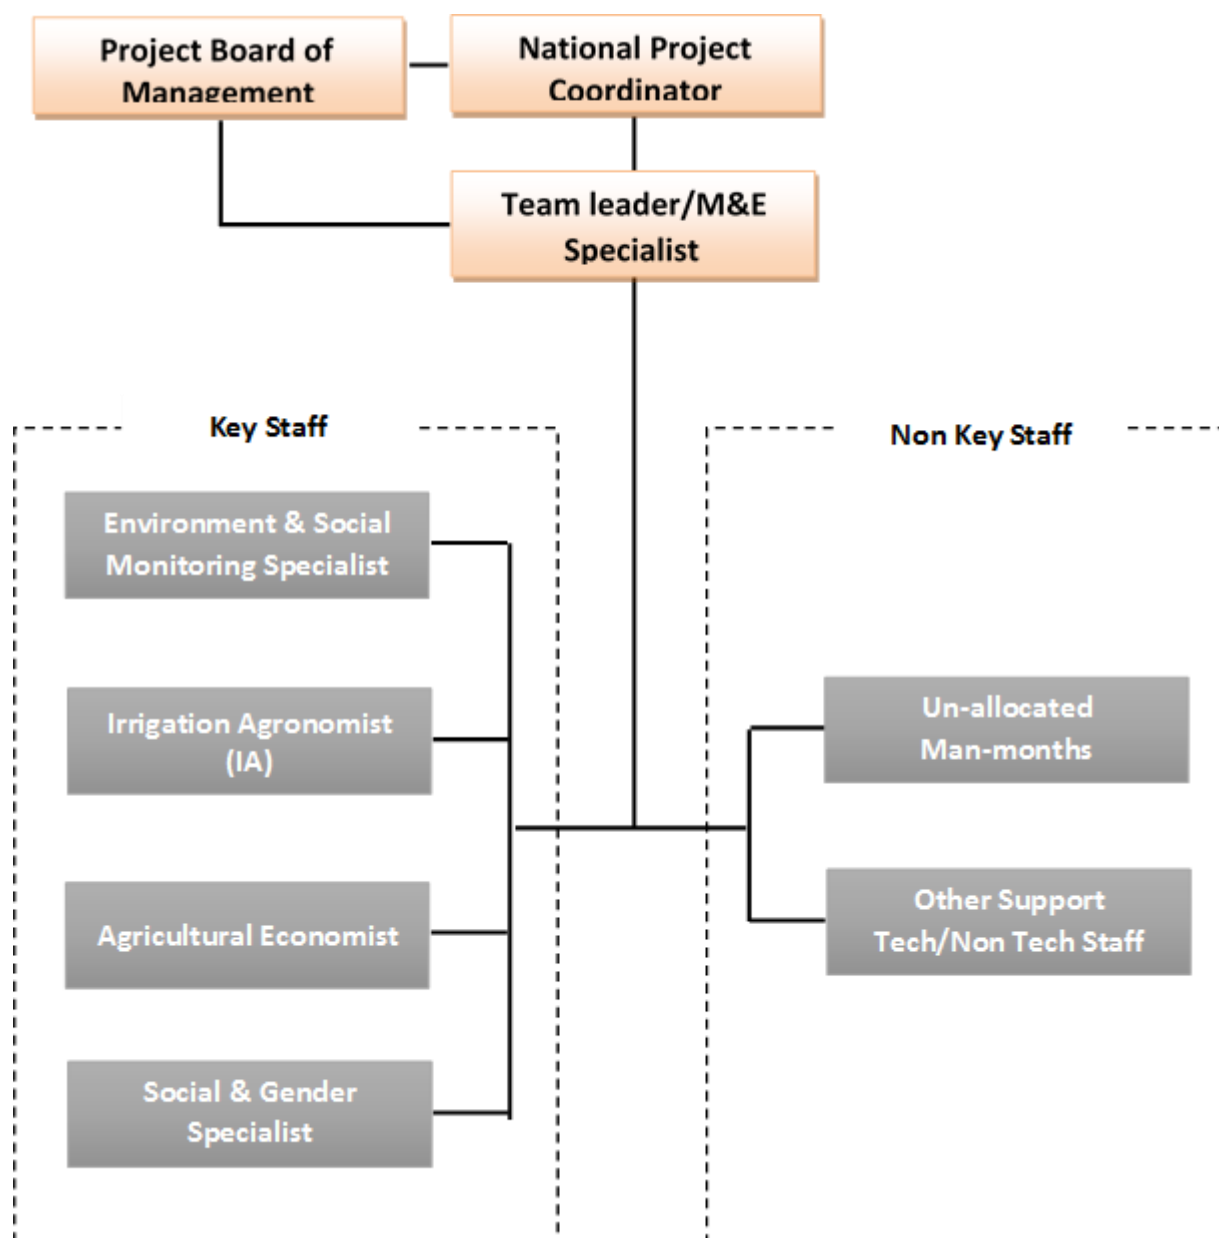 Project Board of
Management
National Project
Coordinator
Team leader/M&E
Specialist
Key Staff
Environment & Social
Monitoring Specialist
Irrigation Agronomist
(IA)
Agricultural Economist
Social & Gender
Specialist
Non Key Staff
Un-allocated
Man-months
Other Support
Tech/Non Tech Staff